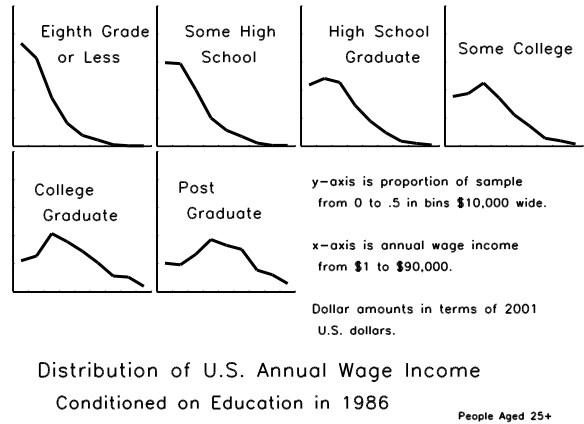 Eighth Grade
or Less
Some High
School
High School
Graduate
Some College
College
Graduate
Post
Graduate
y-axis is proportion of sample
from 0 to .5 in bins $10,000 wide.
x-axis is annual wage income
from $1 to $90,000.
Dollar amounts in terms of 2001
U.S. dollars.
Distribution of U.S. Annual Wage Income
Conditioned on Education in 1986
People Aged 25+